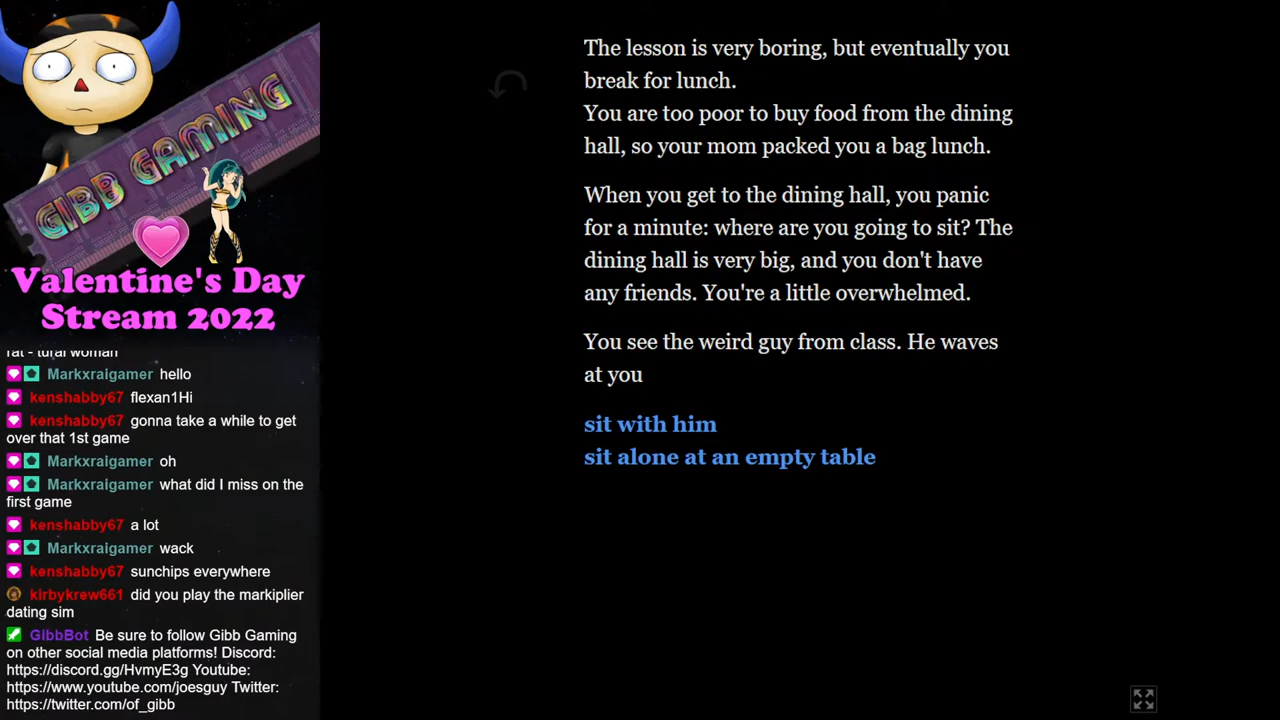 GIBB GAMING
Valentine's Day
Stream 2022
rat - tural woman
Markxraigamer hello
kenshabby67 flexan1Hi
kenshabby67 gonna take a while to get
over that 1st game
Markxraigamer oh
Markxraigamer what did I miss on the
first game
kenshabby67 a lot
Markxraigamer wack
kenshabby67 sunchips everywhere
kirbykrew661 did you play the markiplier
dating sim
GibbBot Be sure to follow Gibb Gaming
on other social media platforms! Discord:
https://discord.gg/HvmyE3g Youtube:
https://www.youtube.com/joesguy Twitter:
https://twitter.com/of_gibb
The lesson is very boring, but eventually you
break for lunch.
You are too poor to buy food from the dining
hall, so your mom packed you a bag lunch.
When you get to the dining hall, you panic
for a minute: where are you going to sit? The
dining hall is very big, and you don't have
any friends. You're a little overwhelmed.
You see the weird guy from class. He waves
at you
sit with him
sit alone at an empty table